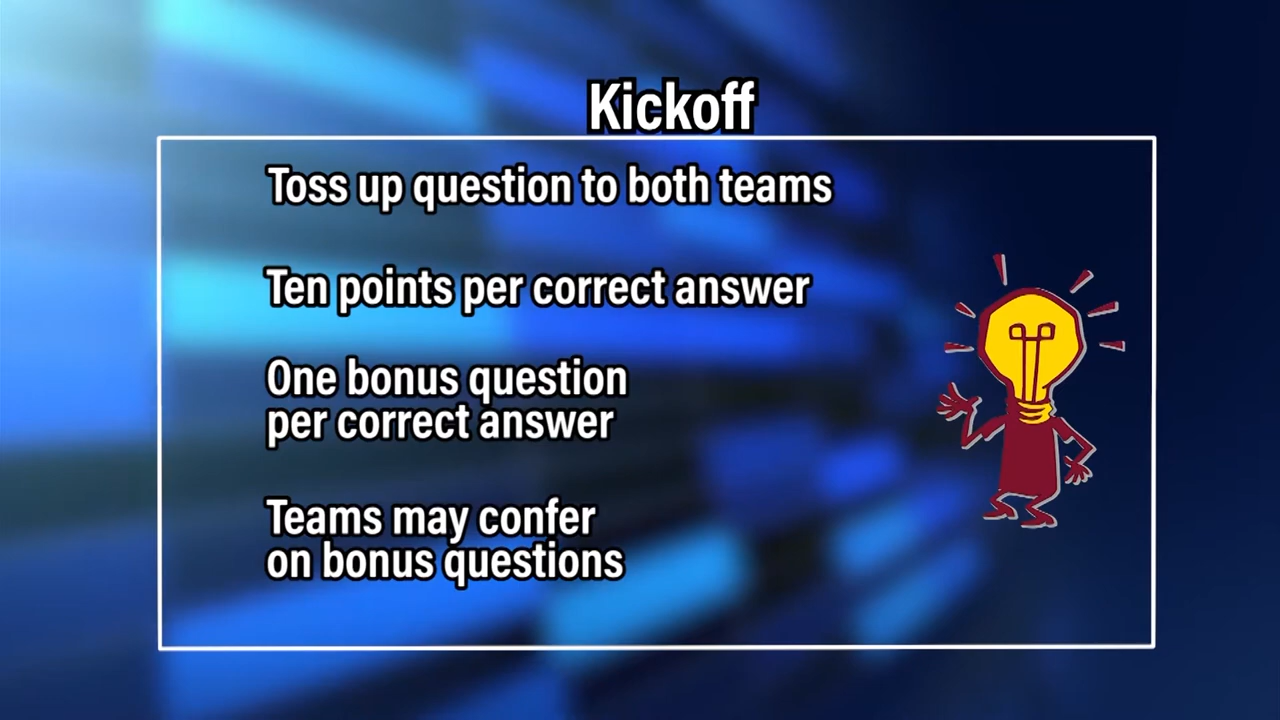 Kickoff
Toss up question to both teams
Ten points per correct answer
One bonus question
per correct answer
Teams may confer
on bonus questions